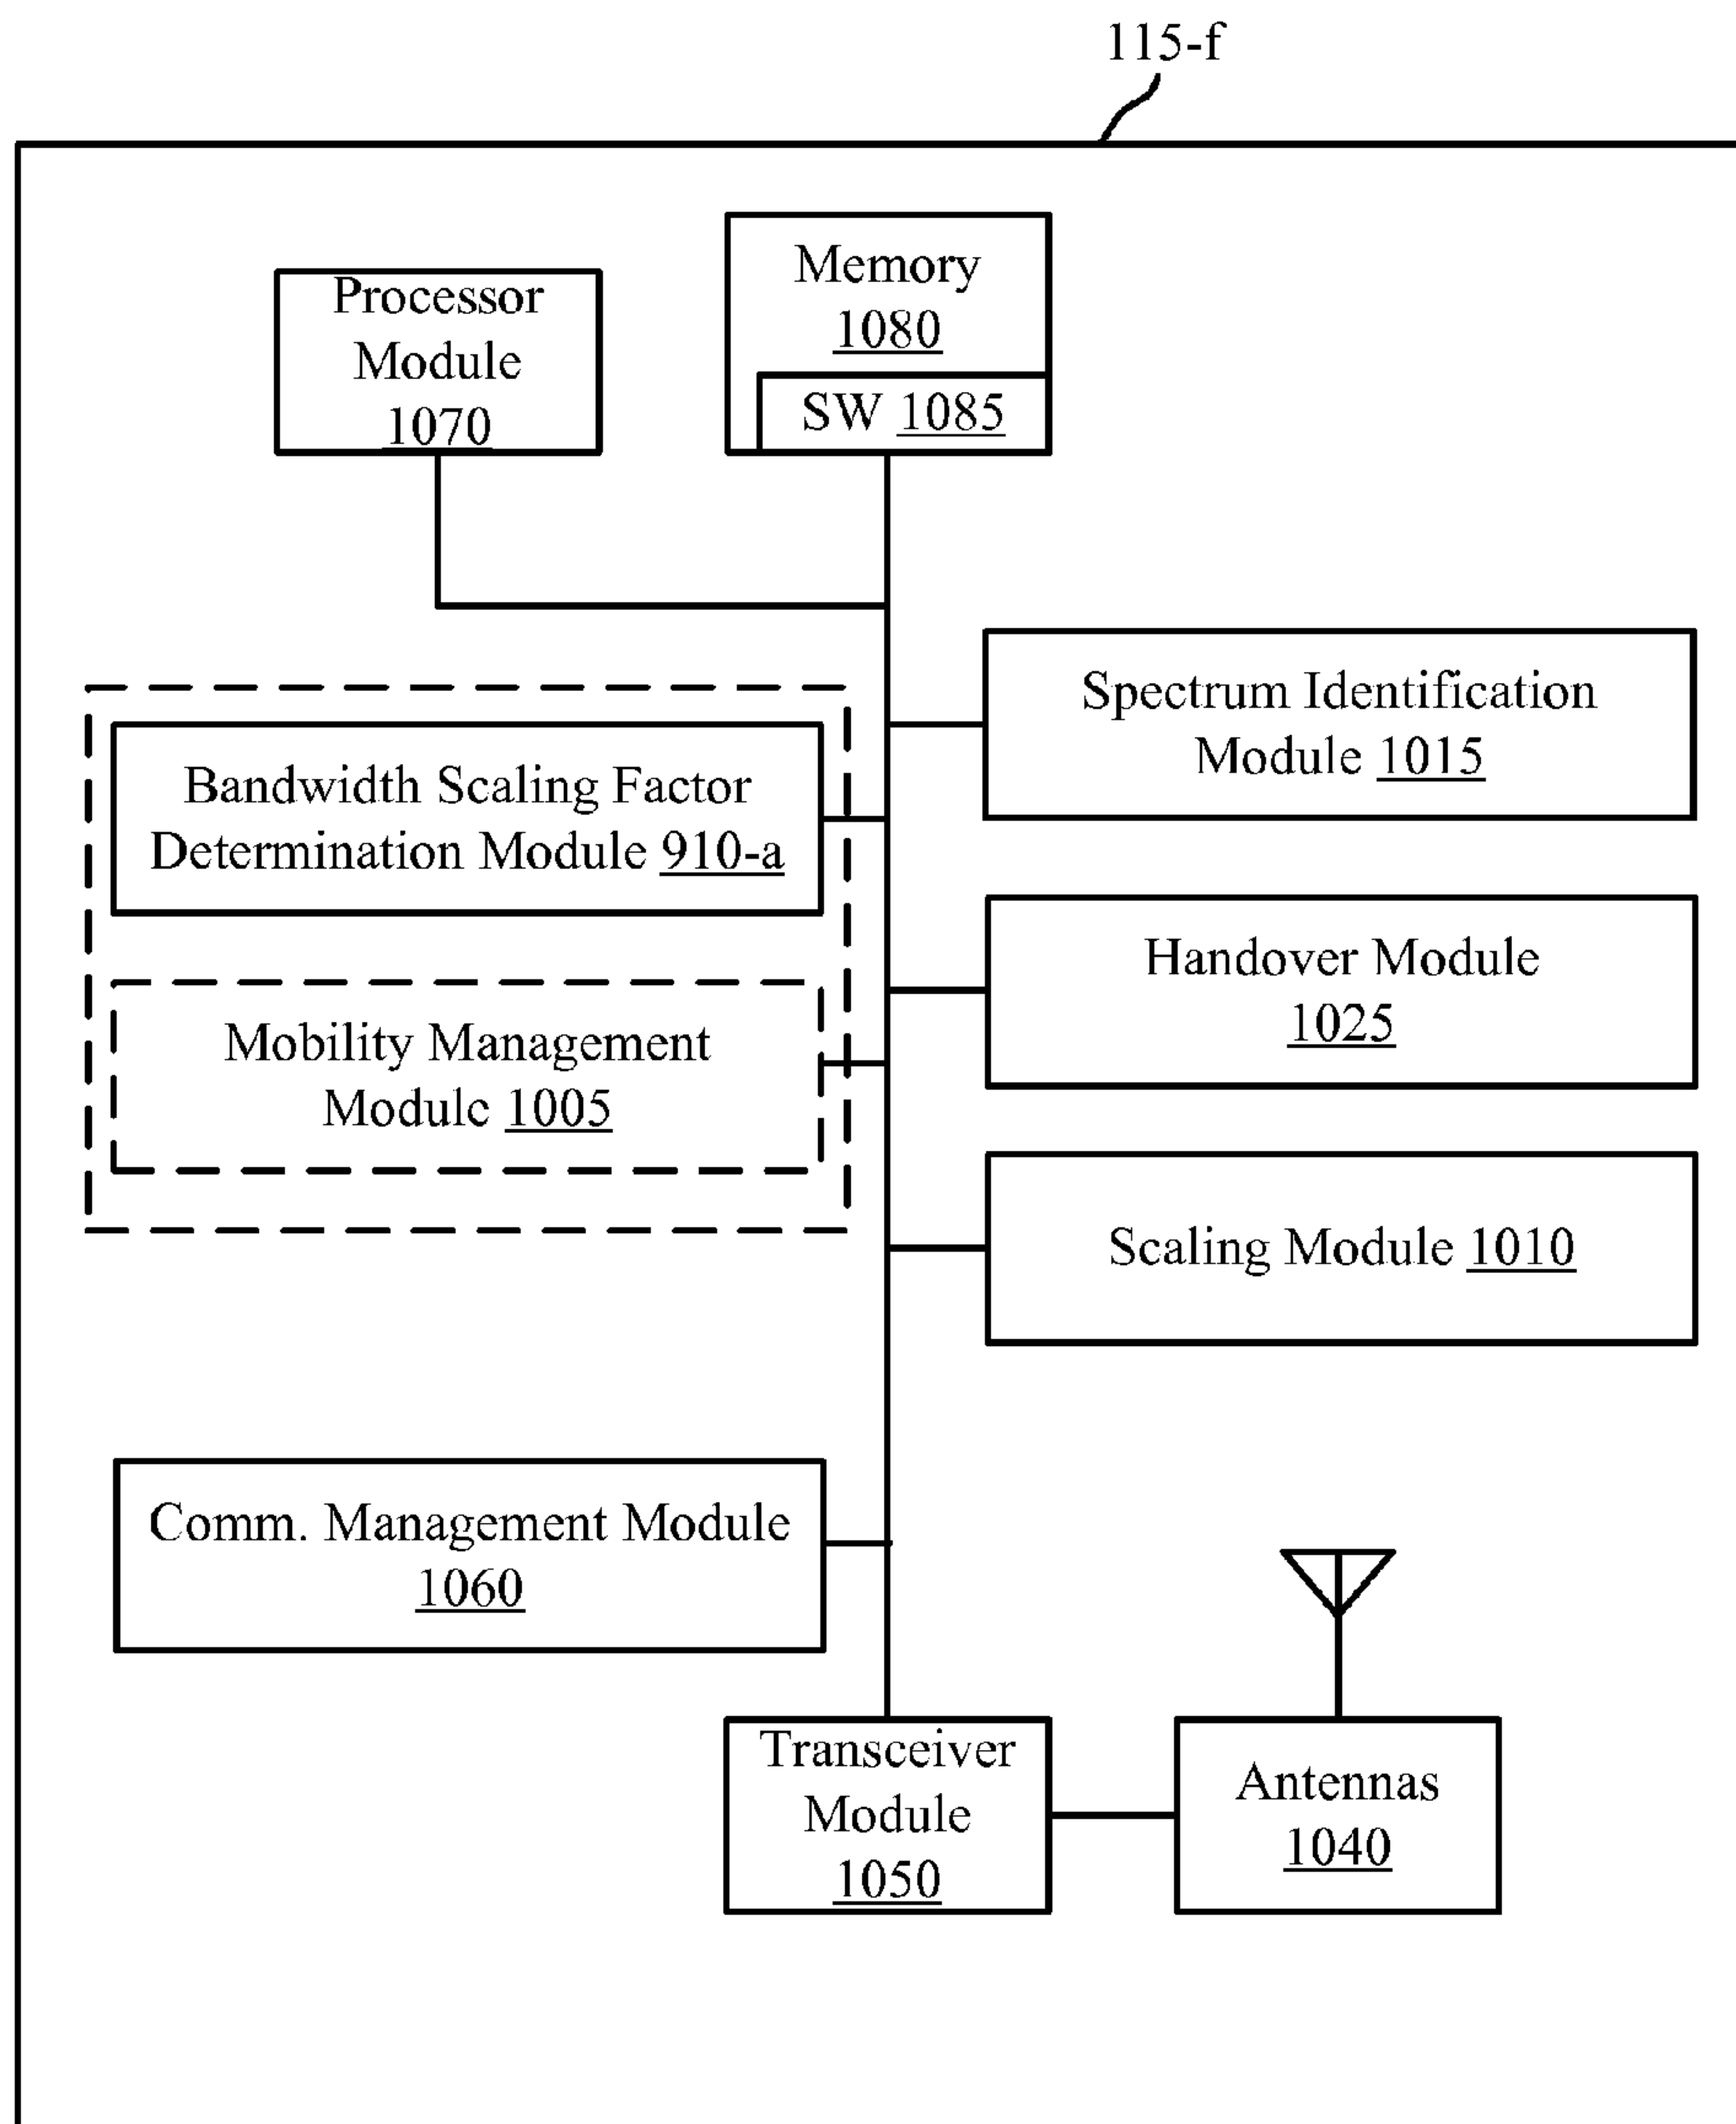 115-f
Processor
Module
1070
Memory
1080
SW 1085
Spectrum Identification
Module 1015
Bandwidth Scaling Factor
Determination Module 910-a
Handover Module
1025
Mobility Management
Module 1005
Scaling Module 1010
Comm. Management Module
1060
Transceiver
Module
1050
Antennas
1040